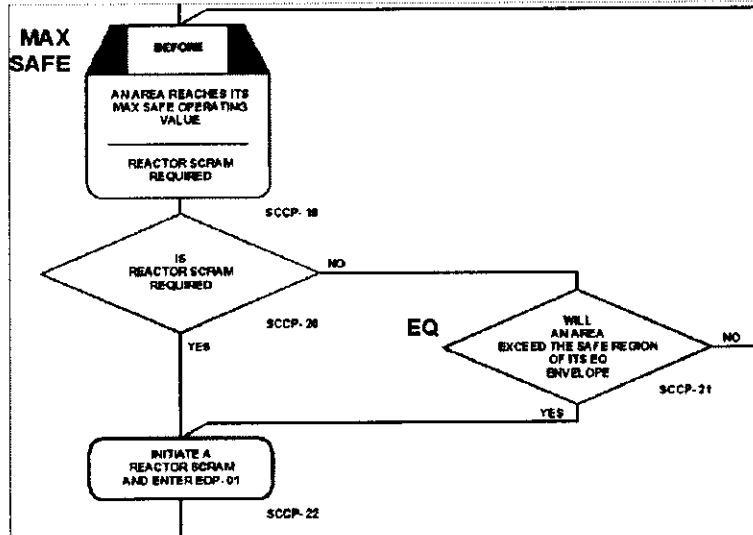 MAX
SAFE
BEFORE
AN AREA REACHES ITS
MAX SAFE OPERATING
VALUE
REACTOR SCRAM
REQUIRED
SCCP-19
IS
REACTOR SCRAM
REQUIRED
NO
SCCP-20
YES
EQ
WILL
AN AREA
EXCEED THE SAFE REGION
OF ITS EQ
ENVELOPE
NO
SCCP-21
YES
INITIATE A
REACTOR SCRAM
AND ENTER EOP-01
SCCP-22